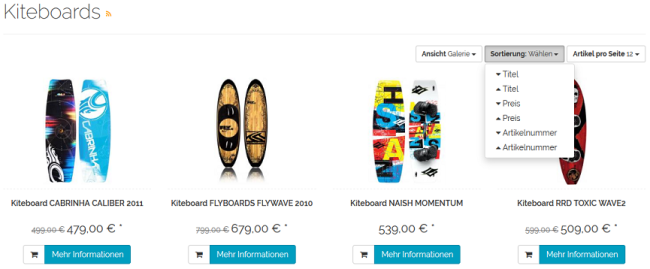 Kiteboards
Ansicht Galerie Sortierung: Wählen Artikel pro Seite 12
Titel
Titel
Preis
Preis
Artikelnummer
Artikelnummer
CABRINHA
HSAN
Kiteboard CABRINHA CALIBER 2011 Kiteboard FLYBOARDS FLYWAVE 2010 Kiteboard NAISH MOMENTUM Kiteboard RRD TOXIC WAVE2
499,00 € 479,00 € * 799,00 € 679,00 € * 539,00 € * 599,00 € 509,00 € *
Mehr Informationen Mehr Informationen Mehr Informationen Mehr Informationen